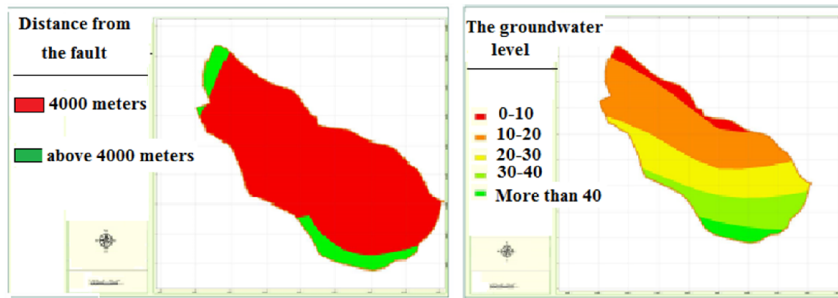 Distance from
the fault
4000 meters
above 4000 meters
The groundwater
level
0-10
10-20
20-30
30-40
More than 40